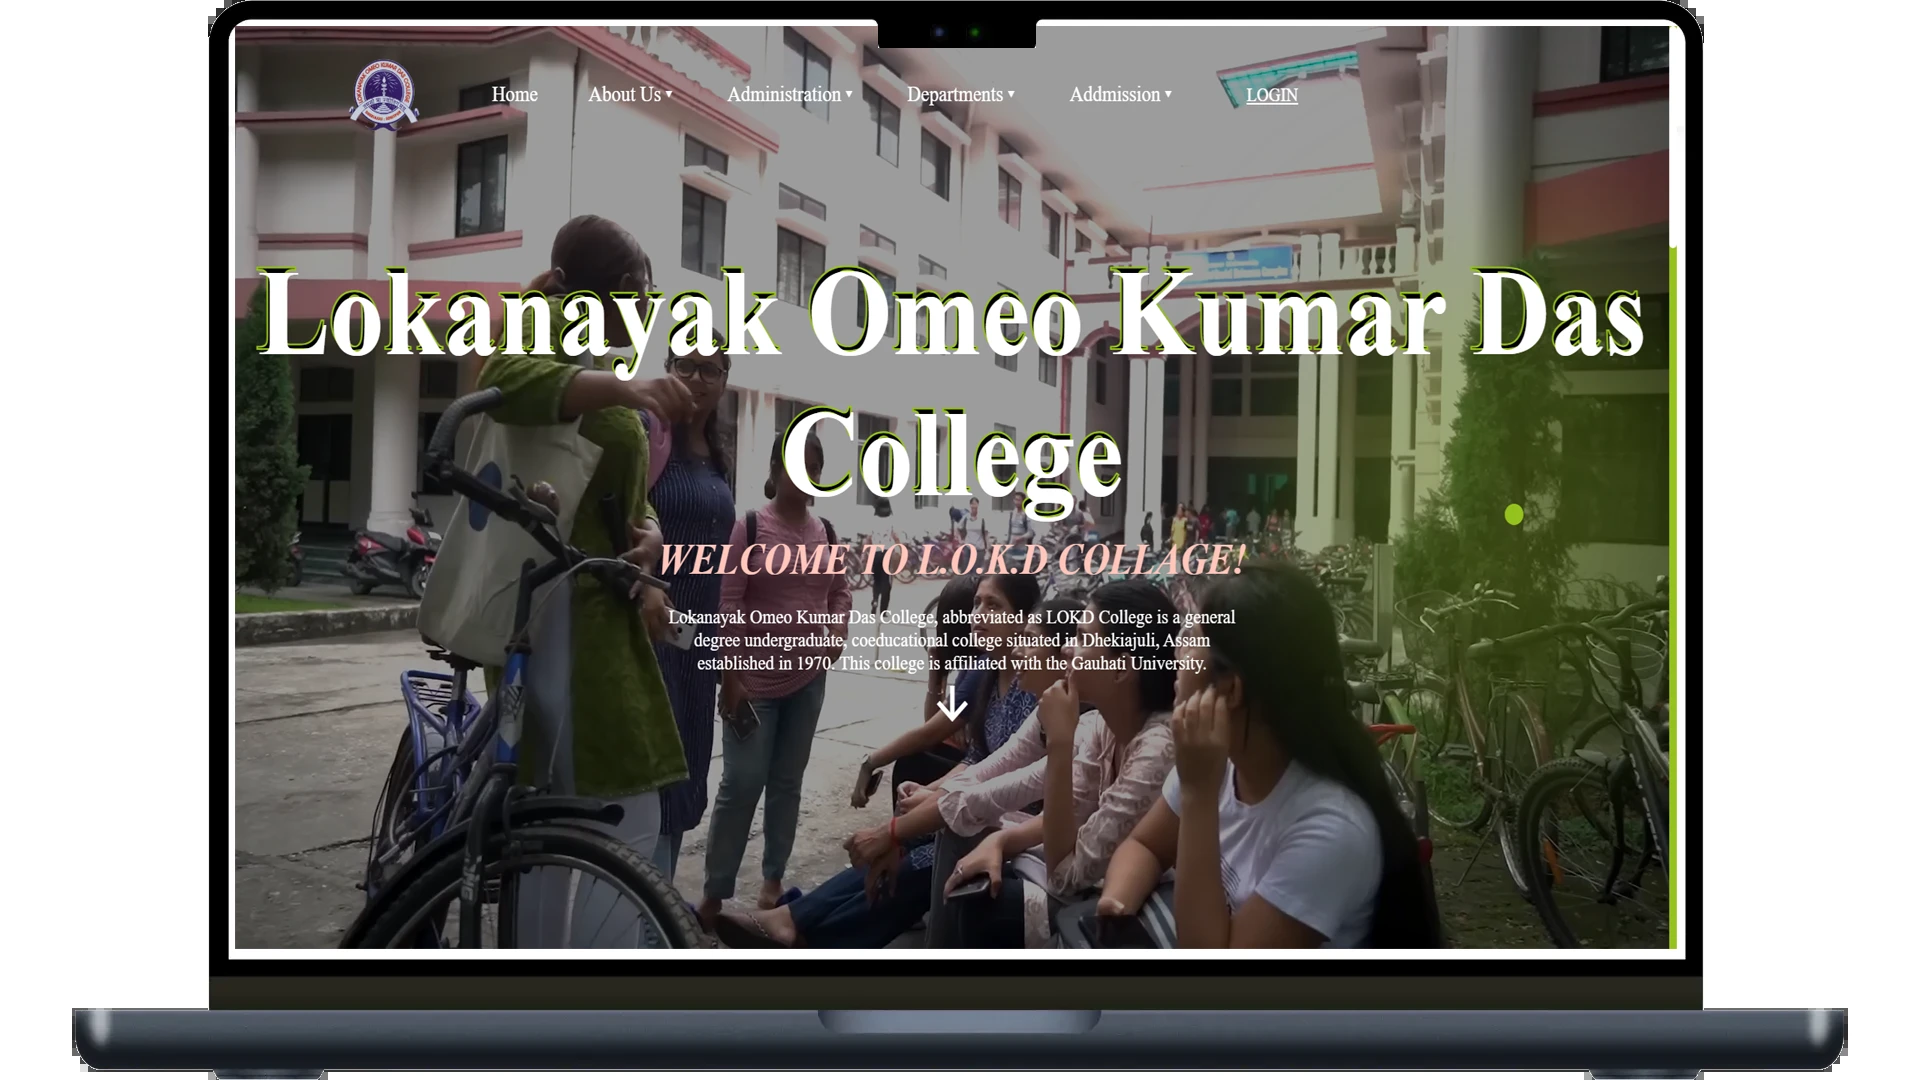 Home About Us ▾ Administration ▾ Departments ▾ Addmission ▾ LOGIN
Lokanayak Omeo Kumar Das
College
WELCOME TO L.O.K.D COLLAGE!
Lokanayak Omeo Kumar Das College, abbreviated as LOKD College is a general
degree undergraduate, coeducational college situated in Dhekiajuli, Assam
established in 1970. This college is affiliated with the Gauhati University.